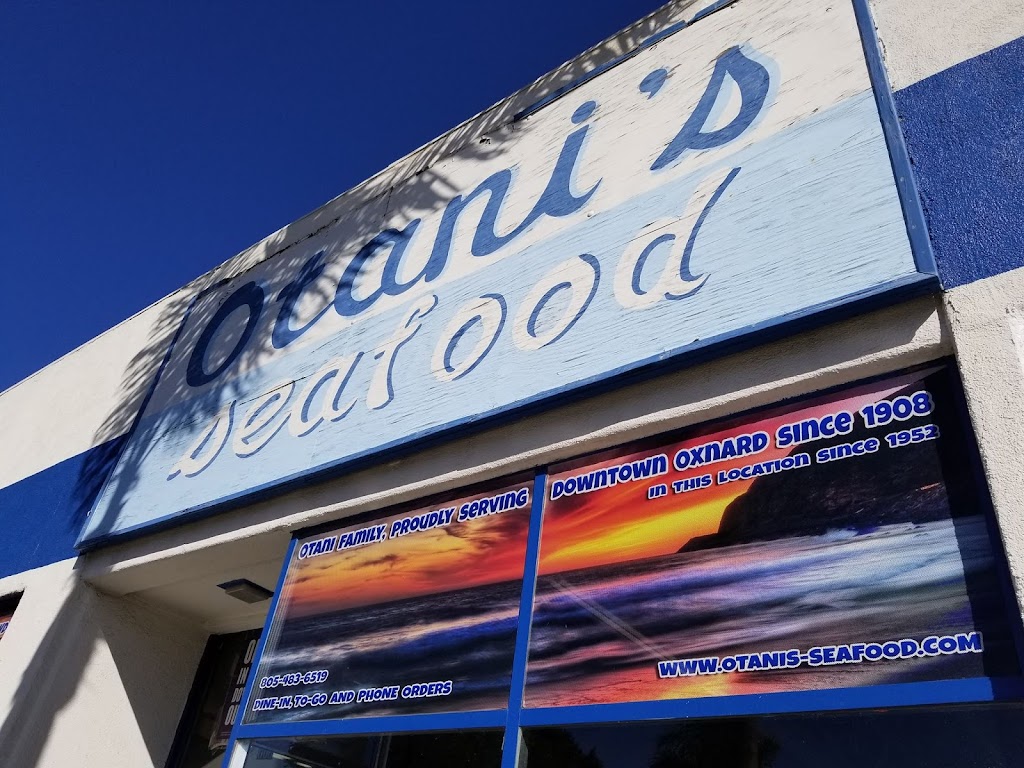 Otani's
seafood
OTANI FAMILY, PROUDLY SERVING
DOWNTOWN OXNARD SINCE 1908
IN THIS LOCATION SINCE 1952
805-483-6519
DINE-IN, TO-GO AND PHONE ORDERS
WWW.OTANIS-SEAFOOD.COM